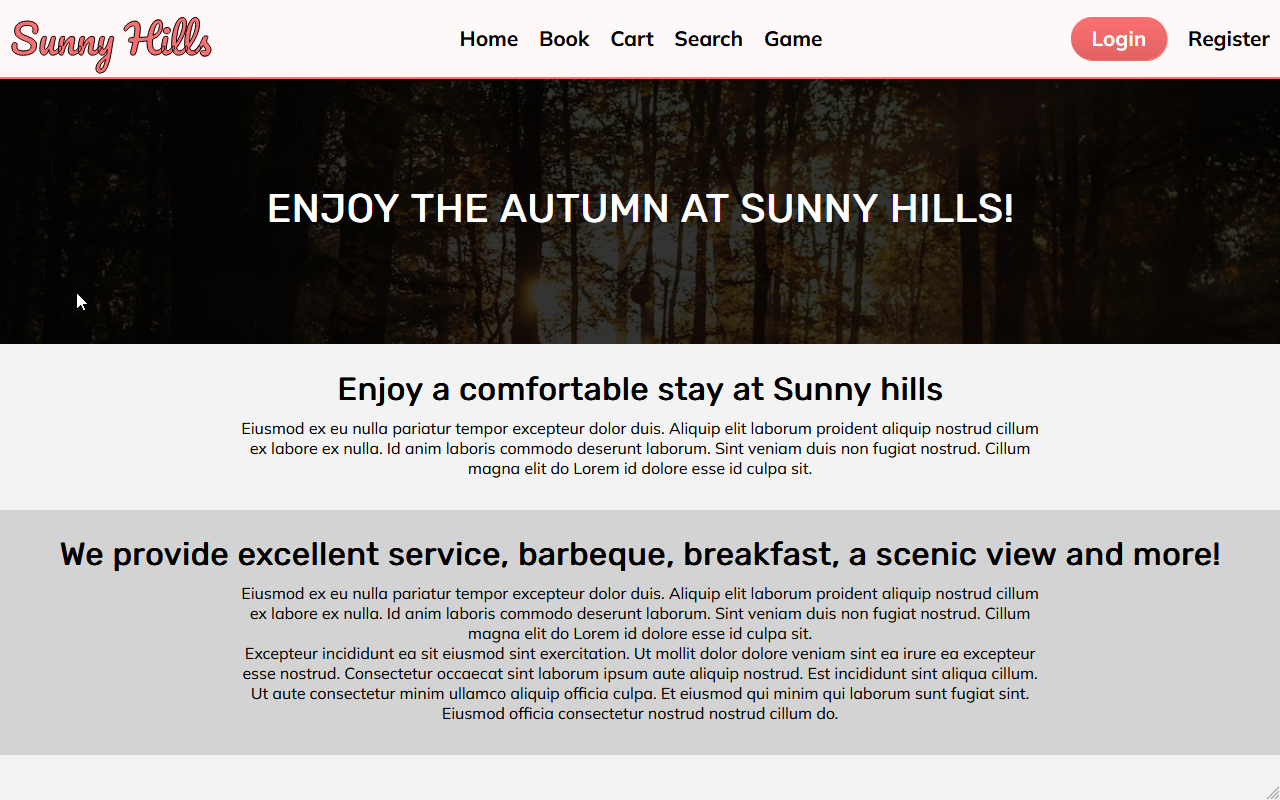 Sunny Hills
Home Book Cart Search Game
Login Register
ENJOY THE AUTUMN AT SUNNY HILLS!
Enjoy a comfortable stay at Sunny hills
Eiusmod ex eu nulla pariatur tempor excepteur dolor duis. Aliquip elit laborum proident aliquip nostrud cillum
ex labore ex nulla. Id anim laboris commodo deserunt laborum. Sint veniam duis non fugiat nostrud. Cillum
magna elit do Lorem id dolore esse id culpa sit.
We provide excellent service, barbeque, breakfast, a scenic view and more!
Eiusmod ex eu nulla pariatur tempor excepteur dolor duis. Aliquip elit laborum proident aliquip nostrud cillum
ex labore ex nulla. Id anim laboris commodo deserunt laborum. Sint veniam duis non fugiat nostrud. Cillum
magna elit do Lorem id dolore esse id culpa sit.
Excepteur incididunt ea sit eiusmod sint exercitation. Ut mollit dolor dolore veniam sint ea irure ea excepteur
esse nostrud. Consectetur occaecat sint laborum ipsum aute aliquip nostrud. Est incididunt sint aliqua cillum.
Ut aute consectetur minim ullamco aliquip officia culpa. Et eiusmod qui minim qui laborum sunt fugiat sint.
Eiusmod officia consectetur nostrud nostrud cillum do.